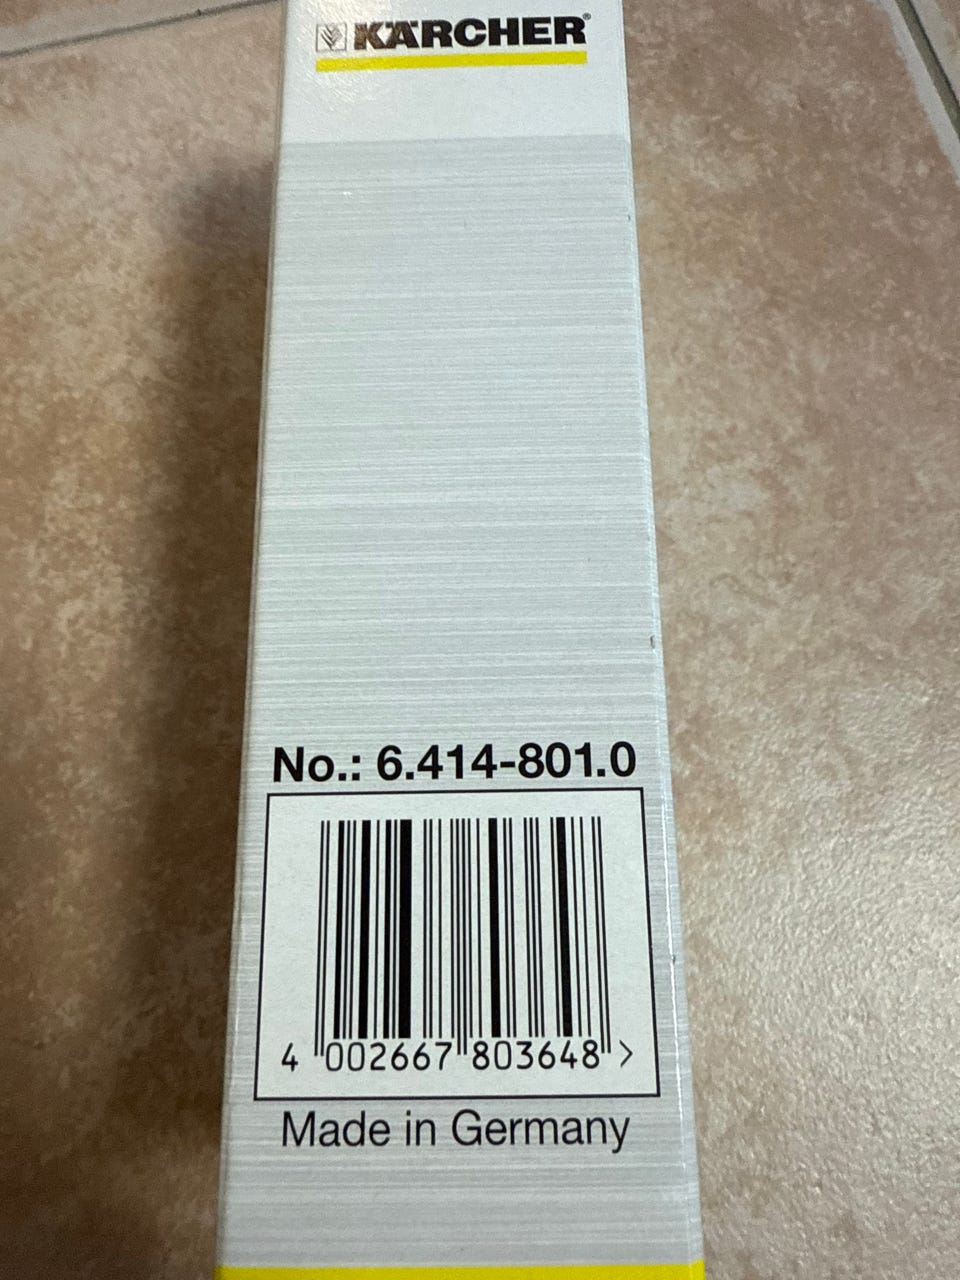 KÄRCHER®
No.: 6.414-801.0
4 002667 803648 >
Made in Germany